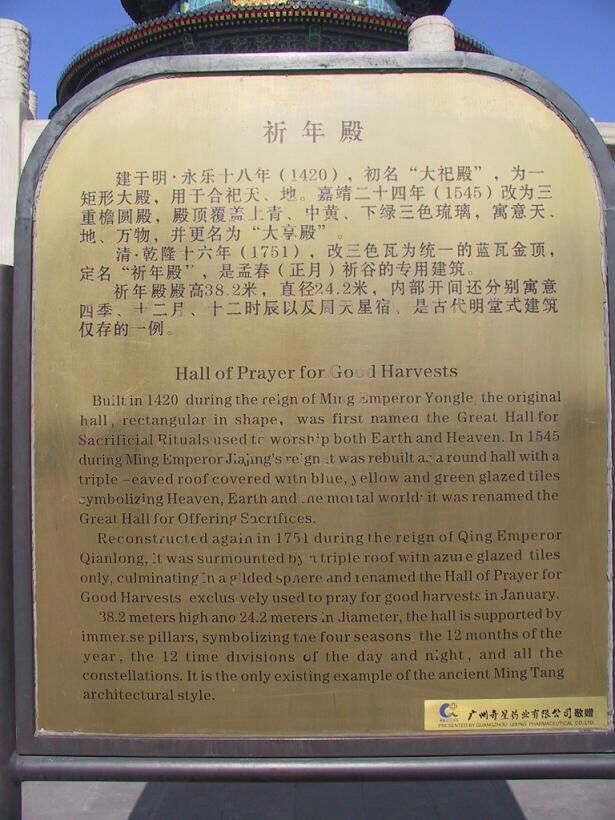 祈年殿
建于明·永乐十八年（1420），初名“大祀殿”，为一
矩形大殿，用于合祀天、地。嘉靖二十四年（1545）改为三
重檐圆殿，殿顶覆盖上青、中黄、下绿三色琉璃，寓意天、
地、万物，并更名为“大享殿”。
清·乾隆十六年（1751），改三色瓦为统一的蓝瓦金顶，
定名“祈年殿”，是孟春（正月）祈谷的专用建筑。
祈年殿殿高38.2米，直径24.2米，内部开间还分别寓意
四季、十二月、十二时辰以及周天星宿，是古代明堂式建筑
仅存的一例。
Hall of Prayer for Good Harvests
Built in 1420 during the reign of Ming Emperor Yongle, the original
hall, rectangular in shape, was first named the Great Hall for
Sacrificial Rituals used to worship both Earth and Heaven. In 1545
during Ming Emperor Jiajing's reign it was rebuilt as a round hall with a
triple-eaved roof covered with blue, yellow and green glazed tiles
symbolizing Heaven, Earth and the mortal world; it was renamed the
Great Hall for Offering Sacrifices.
Reconstructed again in 1751 during the reign of Qing Emperor
Qianlong, it was surmounted by a triple roof with azure glazed tiles
only, culminating in a gilded sphere and renamed the Hall of Prayer for
Good Harvests exclusively used to pray for good harvests in January.
38.2 meters high and 24.2 meters in diameter, the hall is supported by
immense pillars, symbolizing the four seasons, the 12 months of the
year, the 12 time divisions of the day and night, and all the
constellations. It is the only existing example of the ancient Ming Tang
architectural style.
广州奇星药业有限公司敬赠
PRESENTED BY GUANGZHOU QIXING PHARMACEUTICAL CO.,LTD.